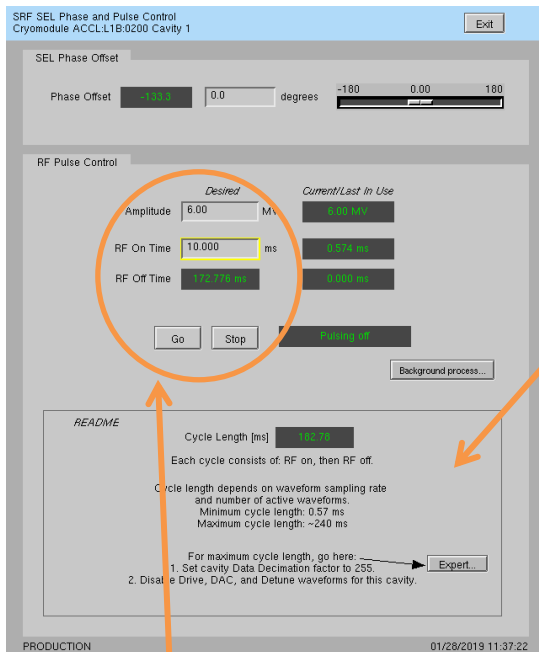 SRF SEL Phase and Pulse Control
Cryomodule ACCL:L1B:0200 Cavity 1
Exit
SEL Phase Offset
Phase Offset -133.3 0.0 degrees -180 0.00 180
RF Pulse Control
Desired Current/Last In Use
Amplitude 6.00 MV 6.00 MV
RF On Time 10.000 ms 0.574 ms
RF Off Time 172.776 ms 0.000 ms
Go Stop Pulsing off
Background process...
README
Cycle Length [ms] 182.78
Each cycle consists of: RF on, then RF off.
Cycle length depends on waveform sampling rate
and number of active waveforms.
Minimum cycle length: 0.57 ms
Maximum cycle length: ~240 ms
For maximum cycle length, go here:
1. Set cavity Data Decimation factor to 255.
Expert...
2. Disable Drive, DAC, and Detune waveforms for this cavity.
PRODUCTION 01/28/2019 11:37:22